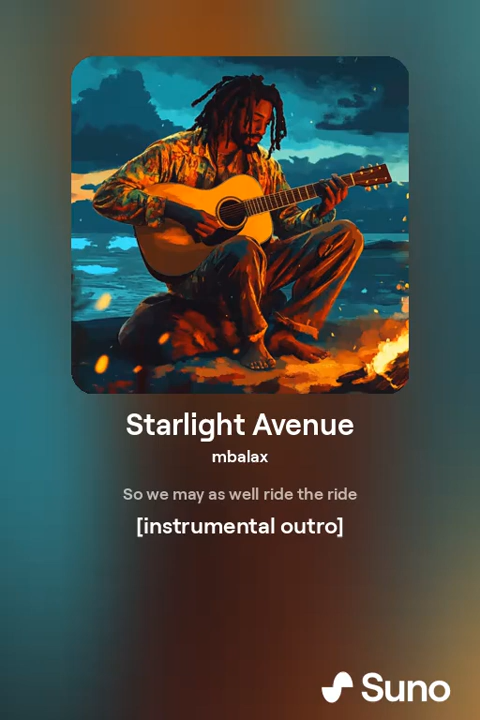 Starlight Avenue
mbalax
So we may as well ride the ride
[instrumental outro]
Suno